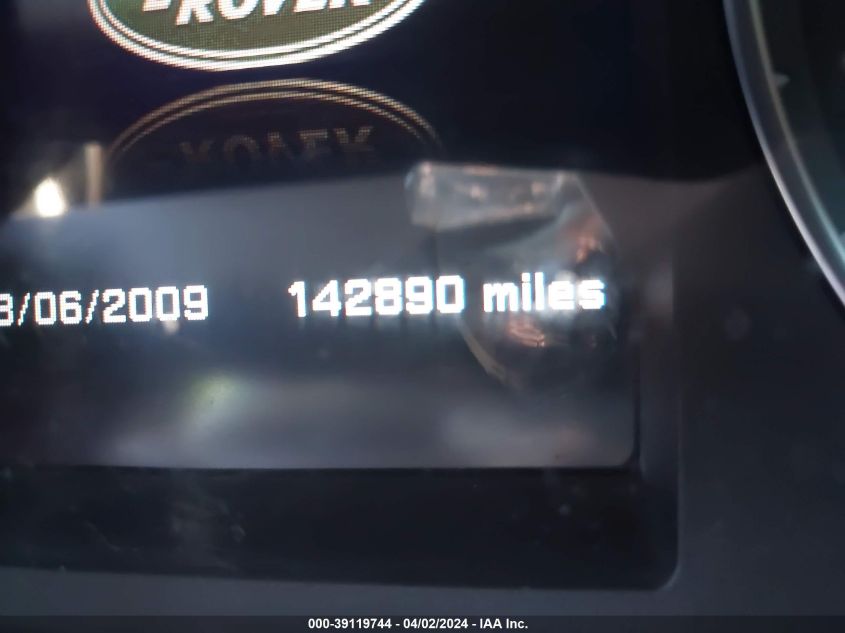 ROVER
3/06/2009 142890 miles
000-39119744 - 04/02/2024 - IAA Inc.